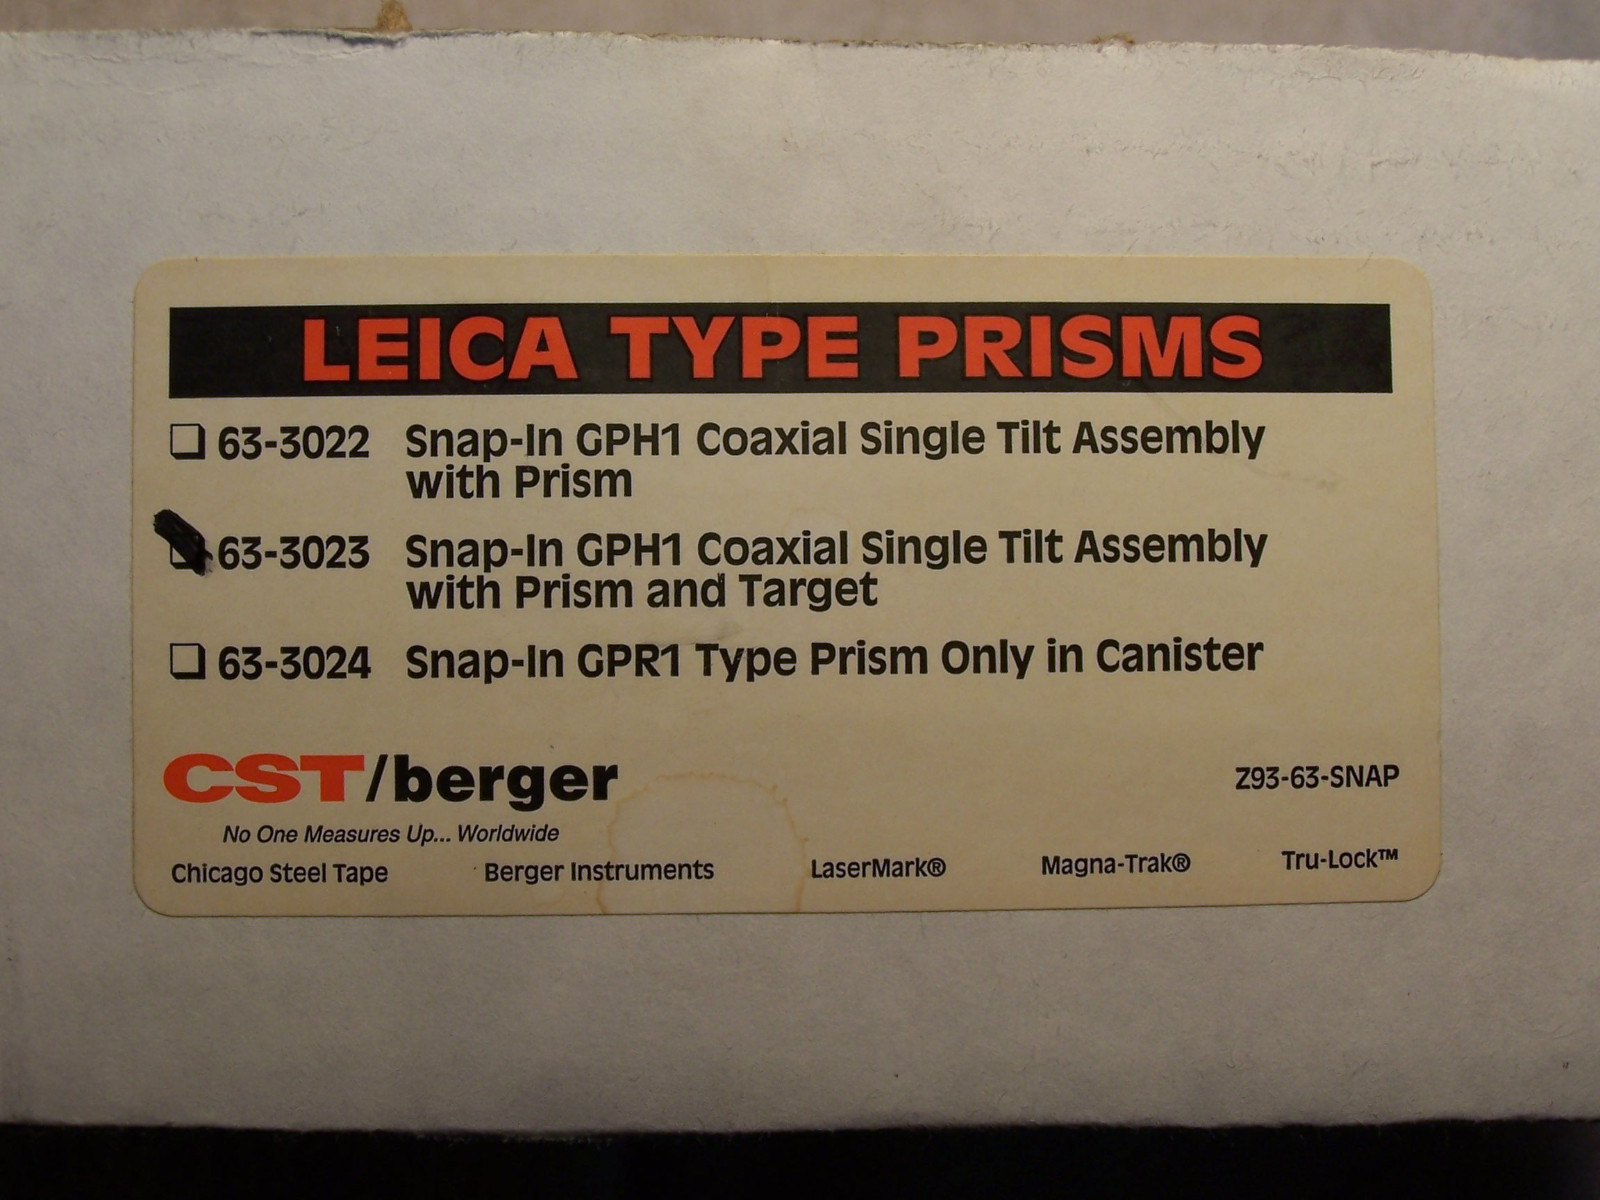 LEICA TYPE PRISMS
63-3022 Snap-In GPH1 Coaxial Single Tilt Assembly
with Prism
63-3023 Snap-In GPH1 Coaxial Single Tilt Assembly
with Prism and Target
63-3024 Snap-In GPR1 Type Prism Only in Canister
CST/berger
Z93-63-SNAP
No One Measures Up... Worldwide
Chicago Steel Tape Berger Instruments LaserMark® Magna-Trak® Tru-Lock™